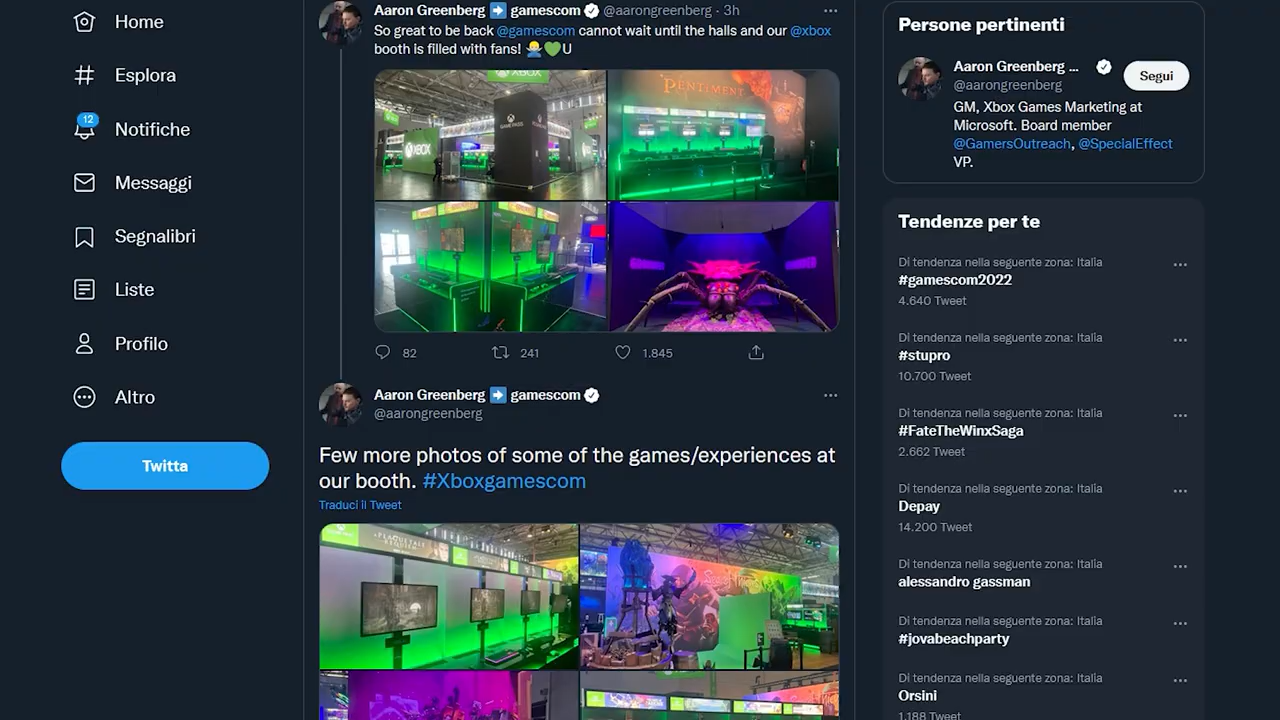 Home
Esplora
12
Notifiche
Messaggi
Segnalibri
Liste
Profilo
Altro
Twitta
Aaron Greenberg ➡️ gamescom @aarongreenberg · 3h
So great to be back @gamescom cannot wait until the halls and our @xbox
booth is filled with fans! 🙋‍♂️💚U
XBOX
GAME PASS
XBOX
PENTIMENT
82
241
1.845
Aaron Greenberg ➡️ gamescom
@aarongreenberg
Few more photos of some of the games/experiences at
our booth. #Xboxgamescom
Traduci il Tweet
Persone pertinenti
Aaron Greenberg ...
@aarongreenberg
Segui
GM, Xbox Games Marketing at
Microsoft. Board member
@GamersOutreach, @SpecialEffect
VP.
Tendenze per te
Di tendenza nella seguente zona: Italia
#gamescom2022
4.640 Tweet
Di tendenza nella seguente zona: Italia
#stupro
10.700 Tweet
Di tendenza nella seguente zona: Italia
#FateTheWinxSaga
2.662 Tweet
Di tendenza nella seguente zona: Italia
Depay
14.200 Tweet
Di tendenza nella seguente zona: Italia
alessandro gassman
Di tendenza nella seguente zona: Italia
#jovabeachparty
Di tendenza nella seguente zona: Italia
Orsini
1.188 Tweet